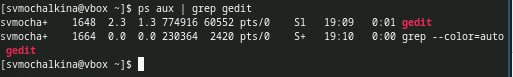 [svmochalkina@vbox ~]$ ps aux | grep gedit
svmocha+    1648  2.3  1.3 774916 60552 pts/0    Sl   19:09   0:01 gedit
svmocha+    1664  0.0  0.0 230364  2420 pts/0    S+   19:10   0:00 grep --color=auto
 gedit
[svmochalkina@vbox ~]$